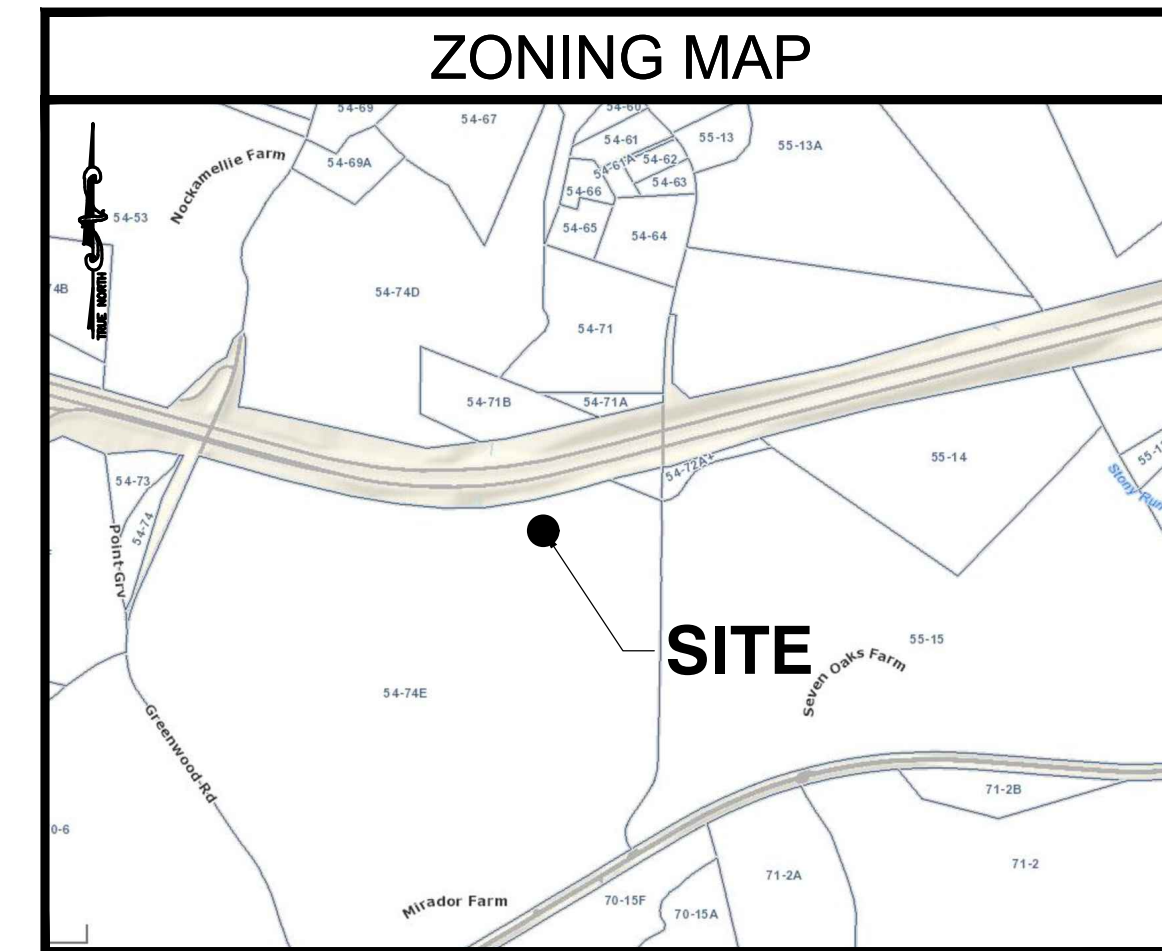 ZONING MAP
54-69
54-67
54-60
54-61
55-13
55-13A
54-61A
54-62
54-63
Nockamellie Farm
54-69A
54-66
54-53
54-65
54-64
TRUE NORTH
74B
54-74D
54-71
54-71B
54-71A
54-72A+
55-14
54-73
54-74
Stony Run
Point-Grv
SITE
55-15
Seven Oaks Farm
54-74E
Greenwood-Rd
71-2B
0-6
71-2
71-2A
Mirador Farm
70-15F
70-15A